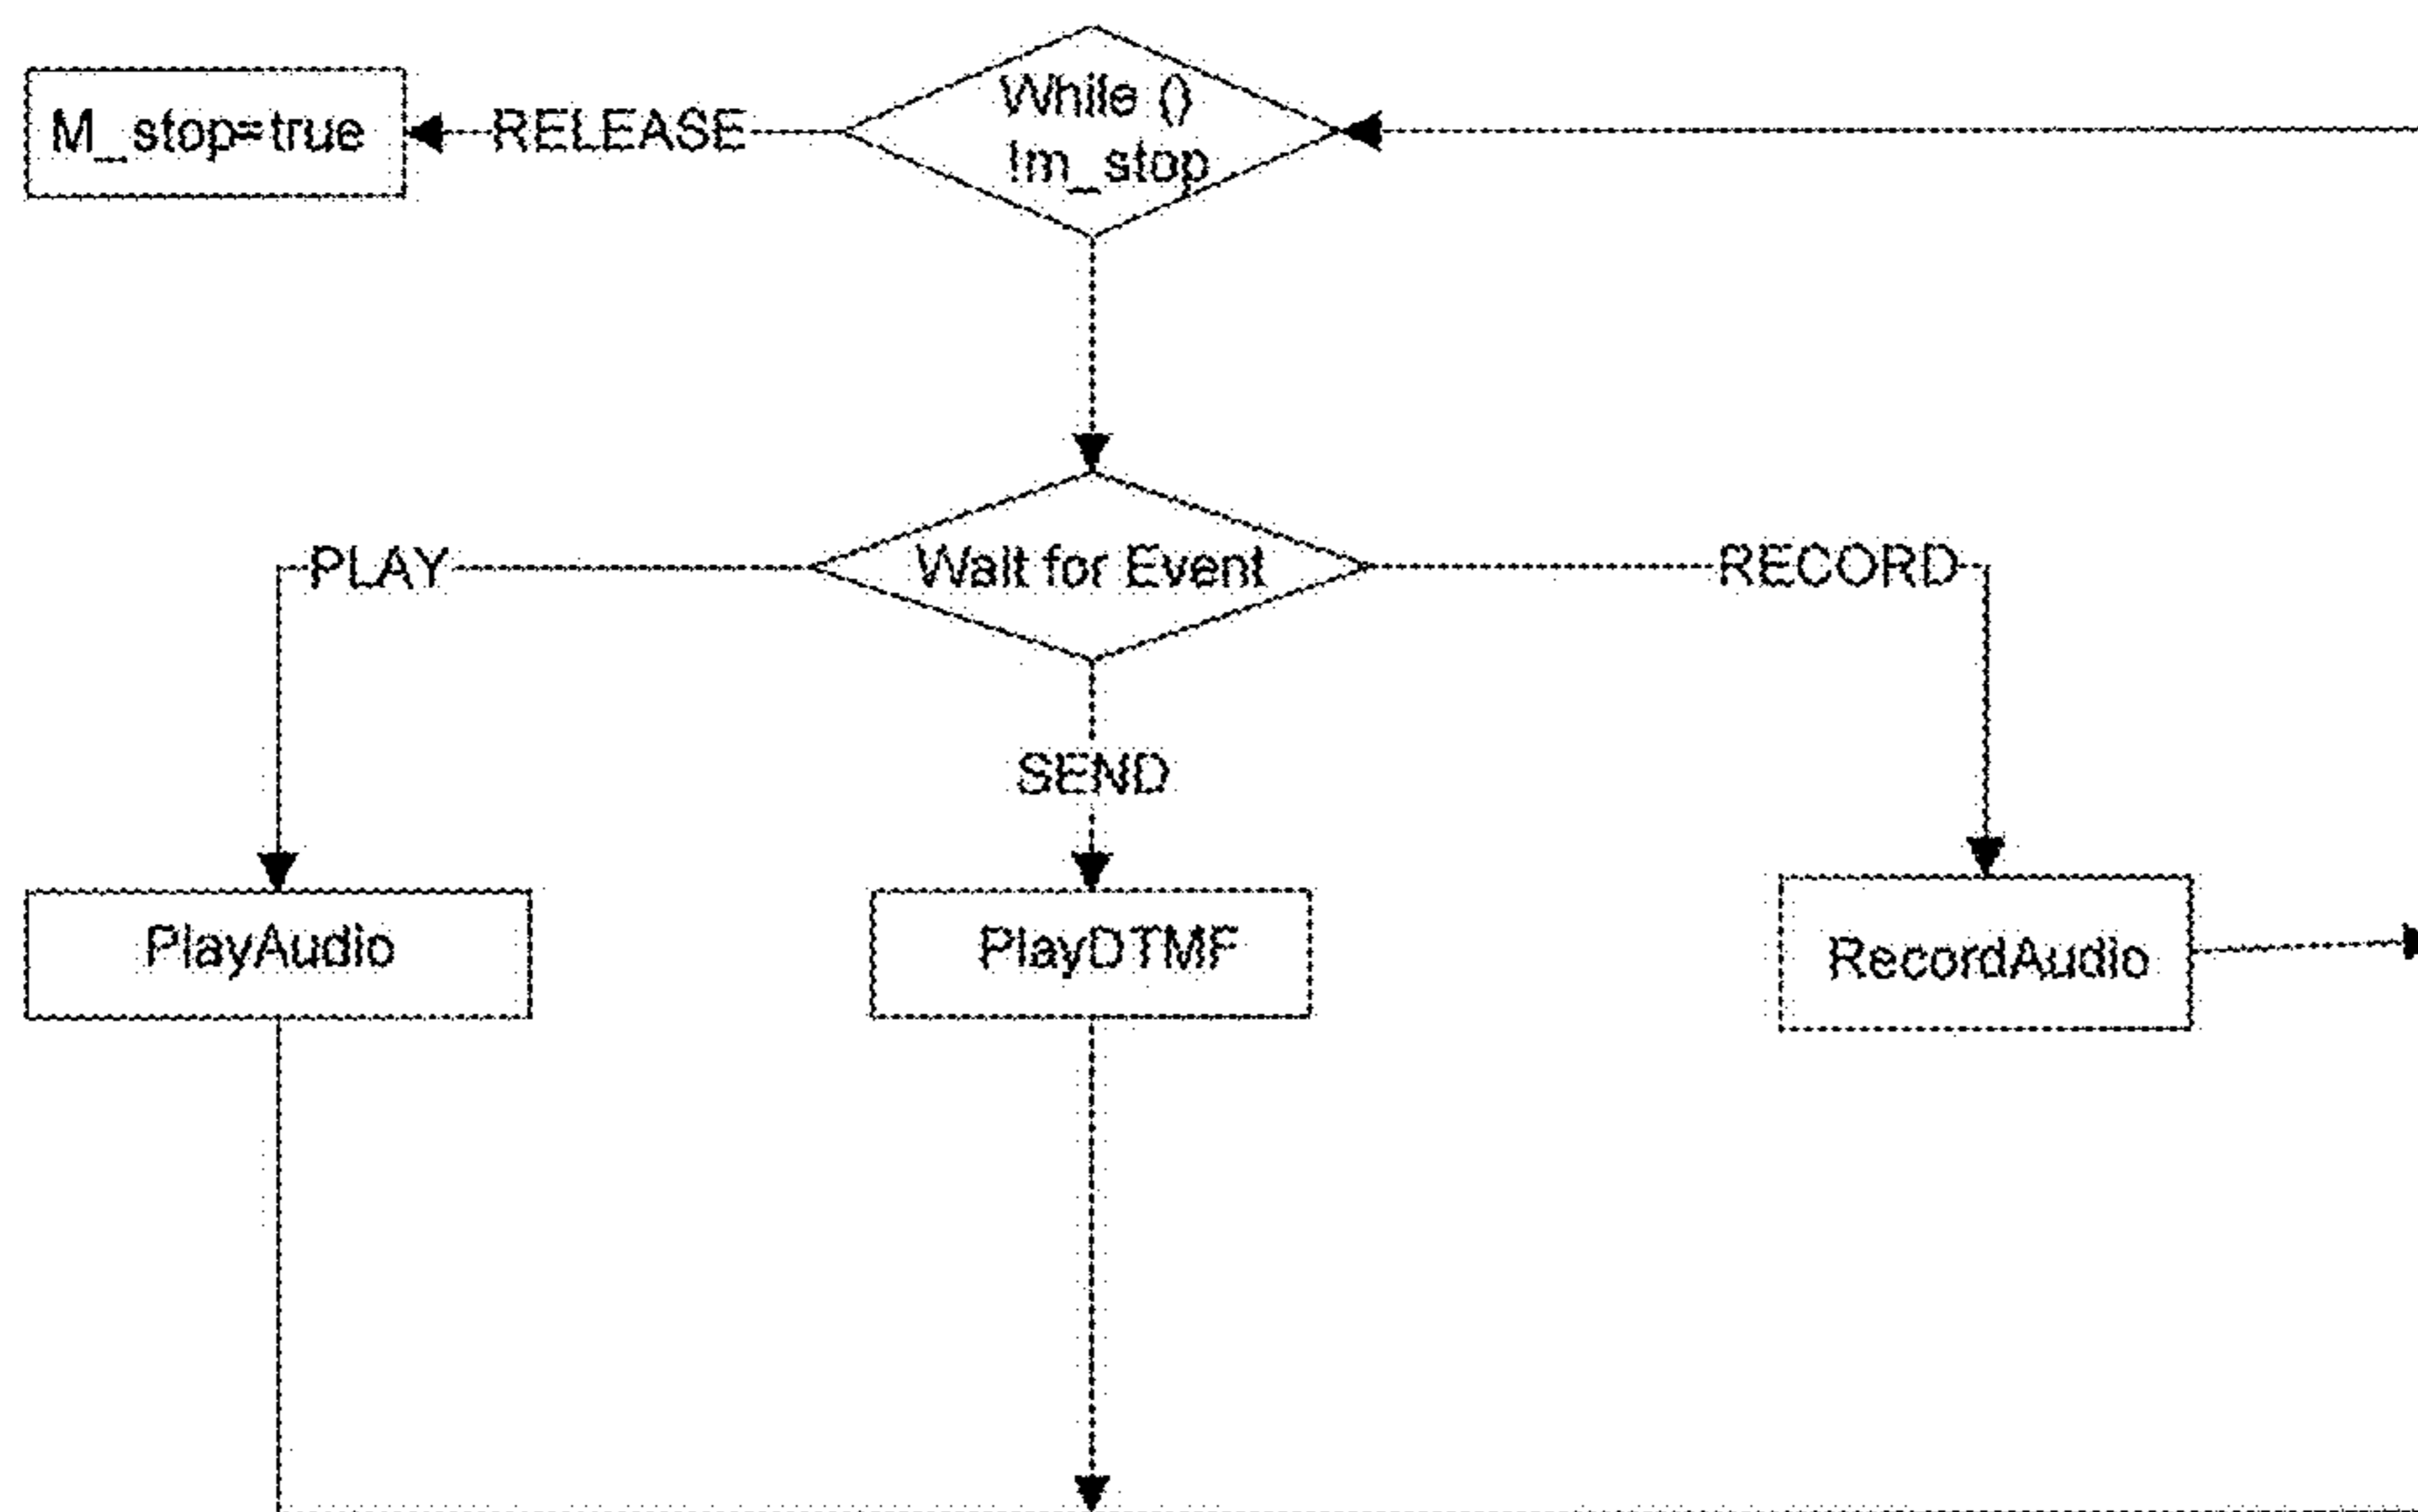 While ()
!m_stop
RELEASE
M_stop=true
Wait for Event
PLAY
RECORD
SEND
PlayAudio
PlayDTMF
RecordAudio